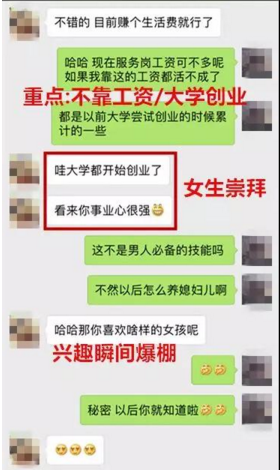 不错的 目前赚个生活费就行了
哈哈 现在服务岗工资可不多呢
如果我靠这的工资都活不成了
重点:不靠工资/大学创业
都是以前大学尝试创业的时候累
计的一些
哇大学都开始创业了
女生崇拜
看来你事业心很强
这不是男人必备的技能吗
不然以后怎么养媳妇儿啊
哈哈那你喜欢啥样的女孩呢
兴趣瞬间爆棚
秘密 以后你就知道啦